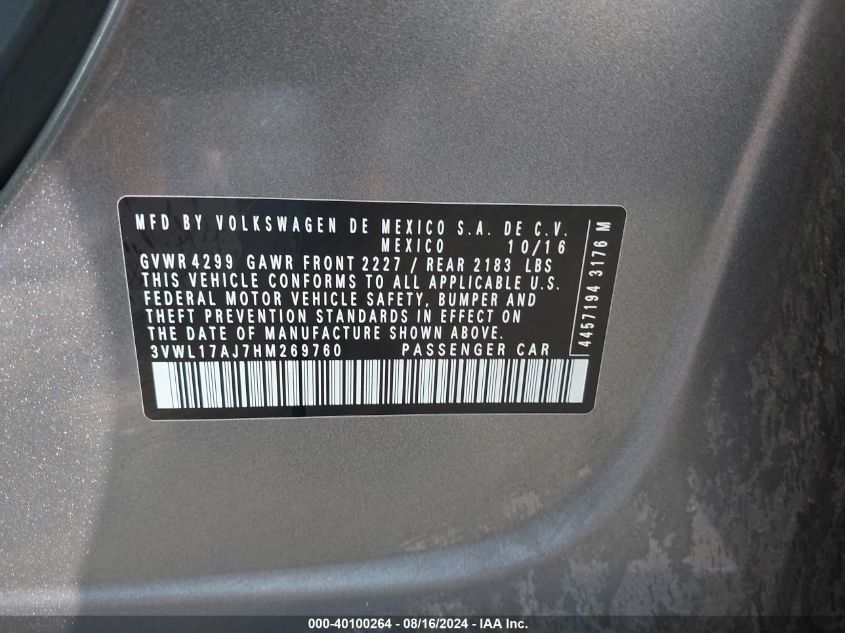 MFD BY VOLKSWAGEN DE MEXICO S.A. DE C.V.
MEXICO 10/16
GVWR 4299 GAWR FRONT 2227 / REAR 2183 LBS
THIS VEHICLE CONFORMS TO ALL APPLICABLE U.S.
FEDERAL MOTOR VEHICLE SAFETY, BUMPER AND
THEFT PREVENTION STANDARDS IN EFFECT ON
THE DATE OF MANUFACTURE SHOWN ABOVE.
3VWL17AJ7HM269760 PASSENGER CAR
4457194 3176 M
000-40100264 - 08/16/2024 - IAA Inc.